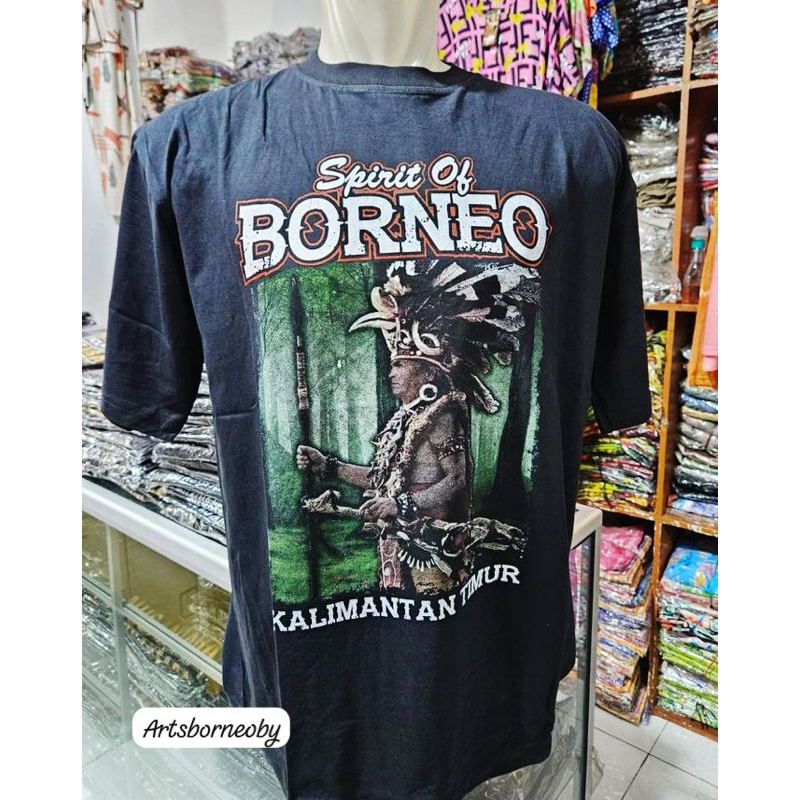 Spirit Of
BORNEO
KALIMANTAN TIMUR
Artsborneoby